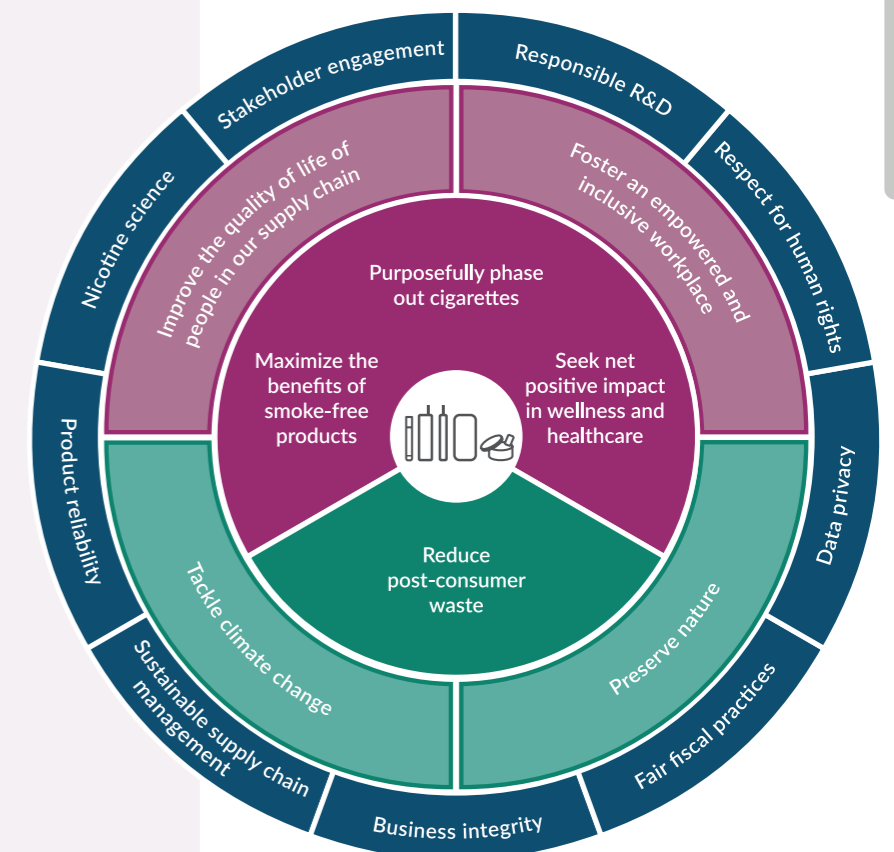 Stakeholder engagement
Responsible R&D
Respect for human rights
Data privacy
Fair fiscal practices
Business integrity
Sustainable supply chain
management
Product reliability
Nicotine science
Improve the quality of life of
people in our supply chain
Foster an empowered and
inclusive workplace
Preserve nature
Tackle climate change
Purposefully phase
out cigarettes
Maximize the
benefits of
smoke-free
products
Seek net
positive impact
in wellness and
healthcare
Reduce
post-consumer
waste